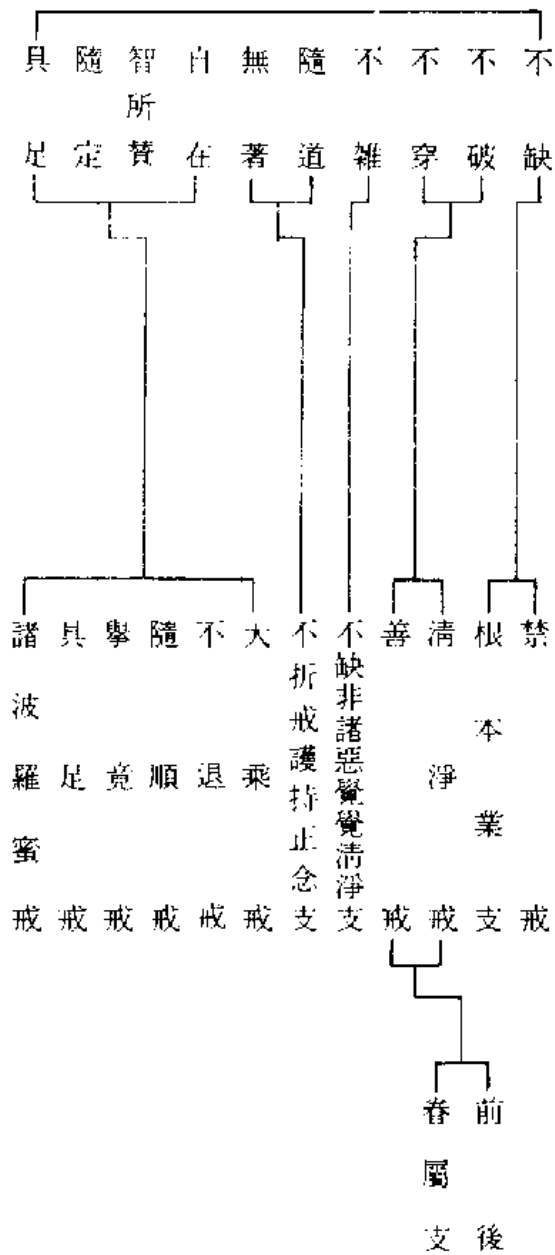 不缺
不破
不穿
不雜
隨道
無著
自在
智所贊
隨定
具足
禁戒
根本業支
清淨戒
善戒
不缺非諸惡覺覺清淨支
不折戒護持正念支
大乘戒
不退戒
隨順戒
畢竟戒
具足戒
諸波羅蜜戒
前後
眷屬支